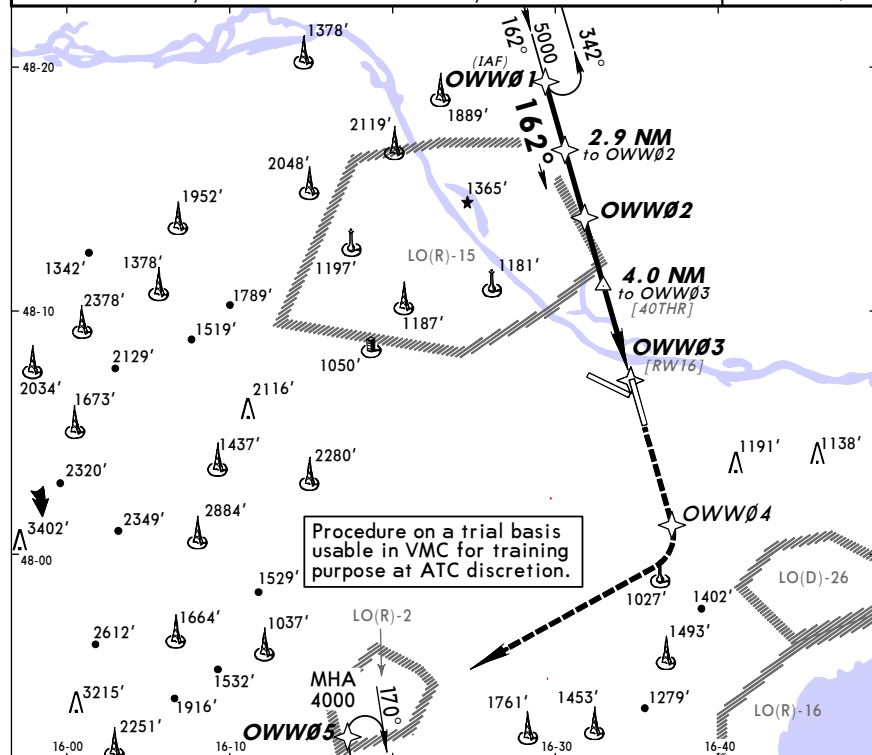 1378'
48-20
162°
5000
342°
(IAF)
OWWØ1
162°
1889'
2119'
2.9 NM
to OWWØ2
2048'
1365'
1952'
OWWØ2
LO(R)-15
1342'
1378'
1197'
1181'
4.0 NM
to OWWØ3
[40THR]
2378'
1789'
1187'
48-10
1519'
OWWØ3
[RW16]
2129'
1050'
2034'
1673'
2116'
1437'
2280'
1191'
1138'
2320'
2884'
OWWØ4
3402'
2349'
Procedure on a trial basis
usable in VMC for training
purpose at ATC discretion.
48-00
1529'
LO(D)-26
1027'
1402'
1664'
1037'
LO(R)-2
2612'
1493'
1532'
MHA
4000
170°
3215'
1916'
1761'
1453'
1279'
LO(R)-16
2251'
OWWØ5
16-00
16-10
16-30
16-40